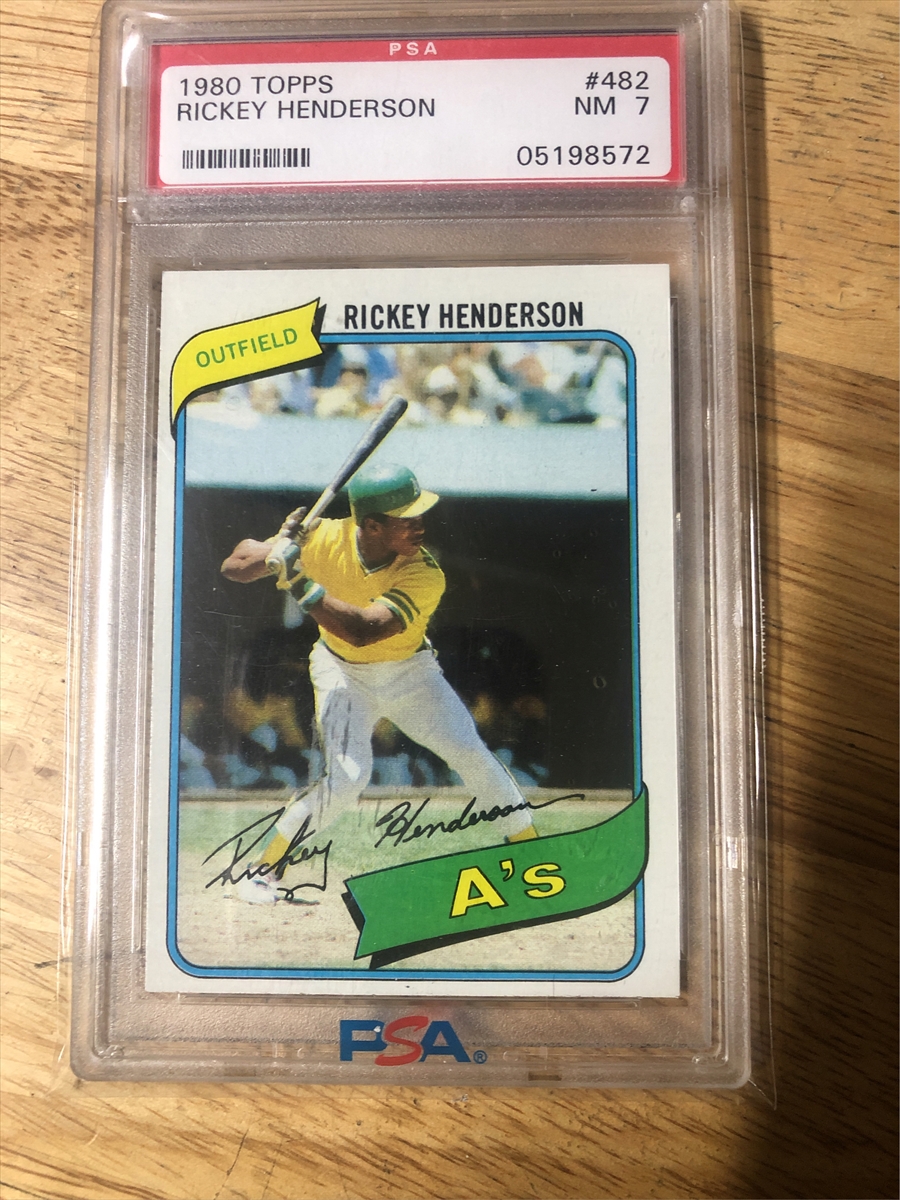 PSA
1980 TOPPS #482
RICKEY HENDERSON NM 7
05198572
RICKEY HENDERSON
OUTFIELD
Rickey Henderson
A's
PSA®